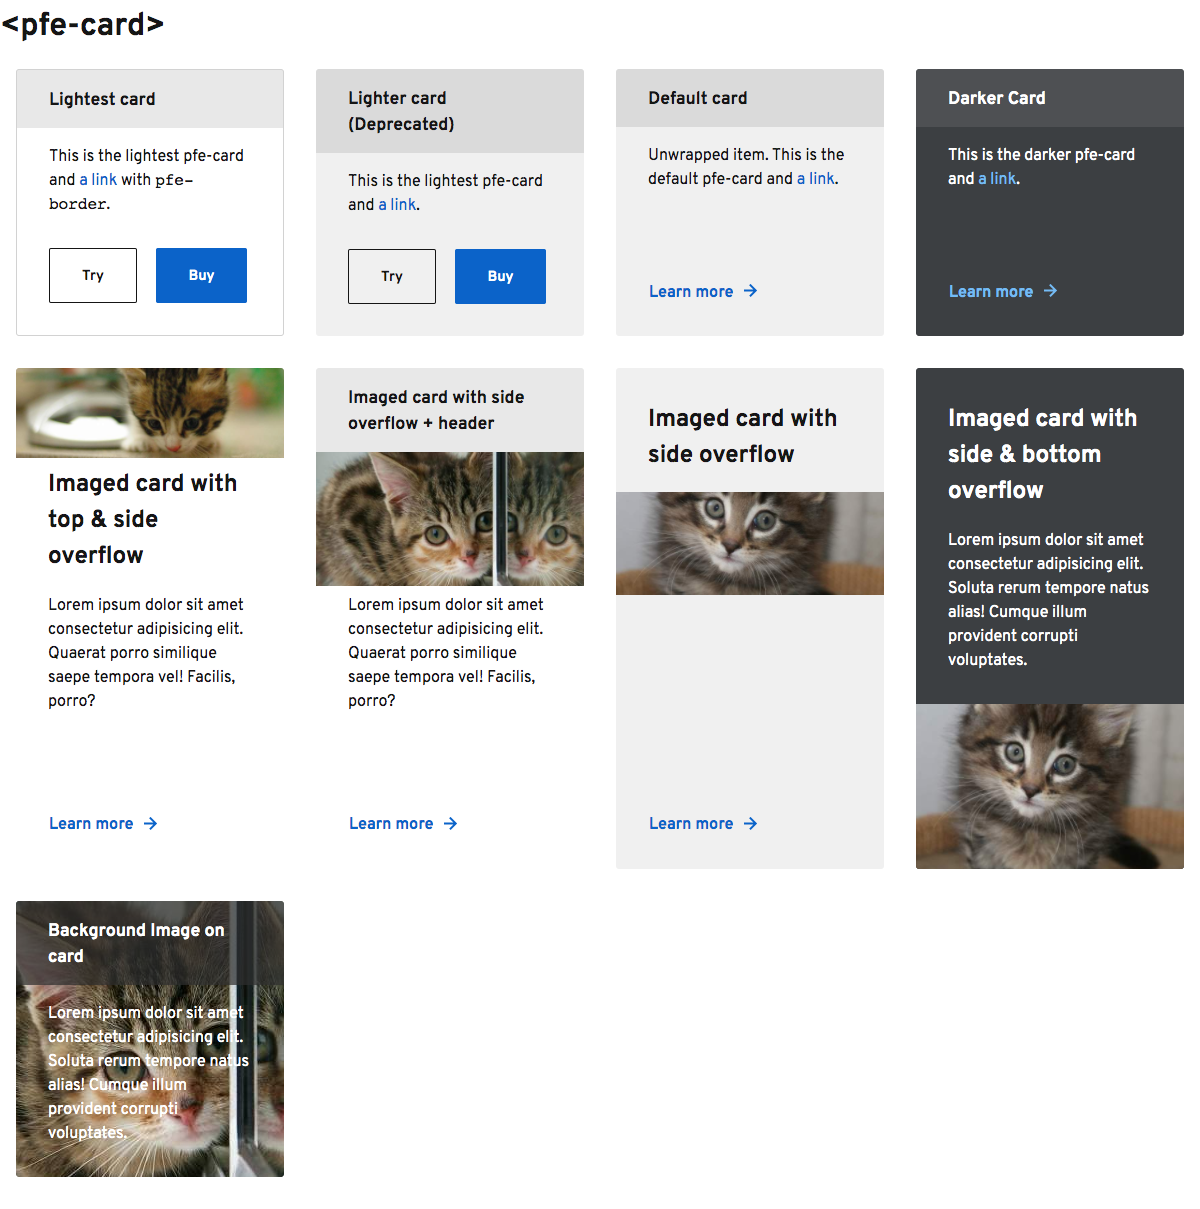 <pfe-card>
Lightest card
This is the lightest pfe-card
and a link with pfe-
border.
Try
Buy
Lighter card
(Deprecated)
This is the lightest pfe-card
and a link.
Try
Buy
Default card
Unwrapped item. This is the
default pfe-card and a link.
Learn more →
Darker Card
This is the darker pfe-card
and a link.
Learn more →
Imaged card with
top & side
overflow
Lorem ipsum dolor sit amet
consectetur adipisicing elit.
Quaerat porro similique
saepe tempora vel! Facilis,
porro?
Learn more →
Imaged card with side
overflow + header
Lorem ipsum dolor sit amet
consectetur adipisicing elit.
Quaerat porro similique
saepe tempora vel! Facilis,
porro?
Learn more →
Imaged card with
side overflow
Learn more →
Imaged card with
side & bottom
overflow
Lorem ipsum dolor sit amet
consectetur adipisicing elit.
Soluta rerum tempore natus
alias! Cumque illum
provident corrupti
voluptates.
Background Image on
card
Lorem ipsum dolor sit amet
consectetur adipisicing elit.
Soluta rerum tempore natus
alias! Cumque illum
provident corrupti
voluptates.